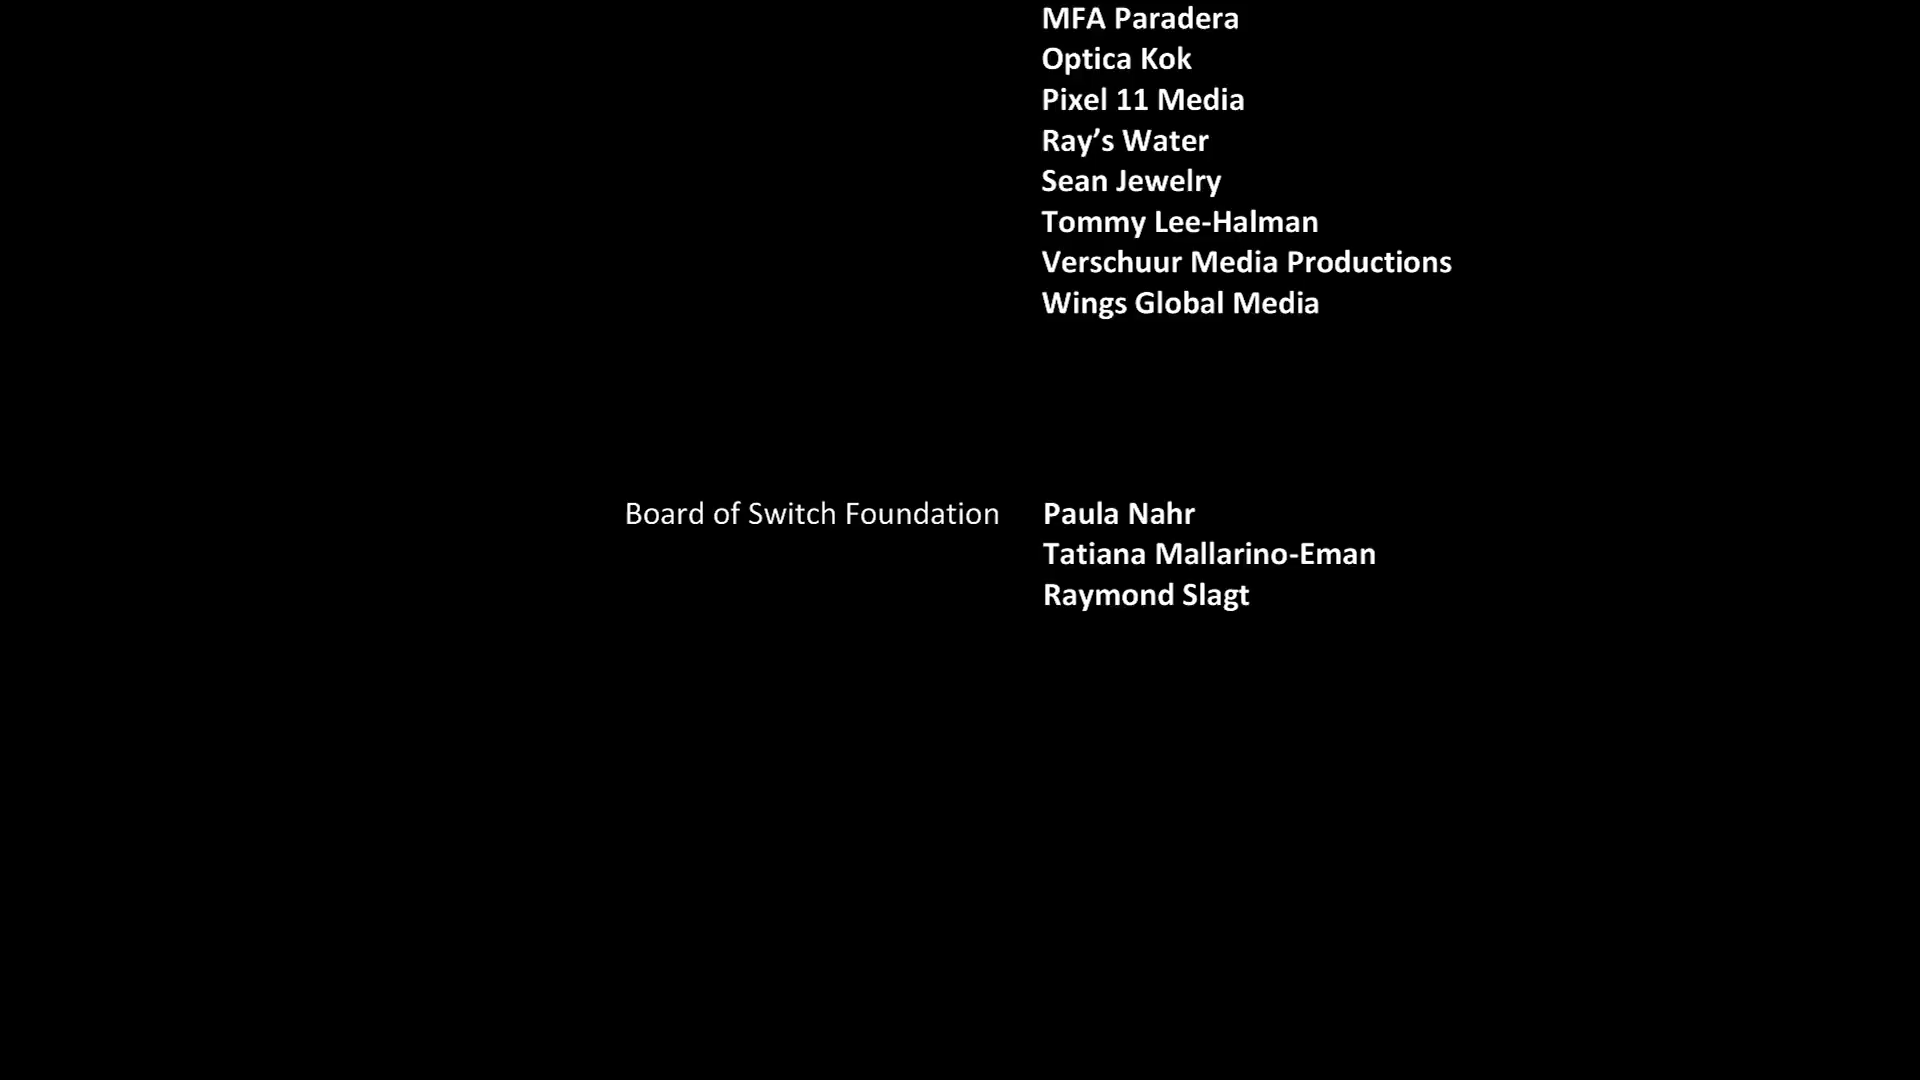 MFA Paradera
Optica Kok
Pixel 11 Media
Ray’s Water
Sean Jewelry
Tommy Lee-Halman
Verschuur Media Productions
Wings Global Media
Board of Switch Foundation Paula Nahr
Tatiana Mallarino-Eman
Raymond Slagt